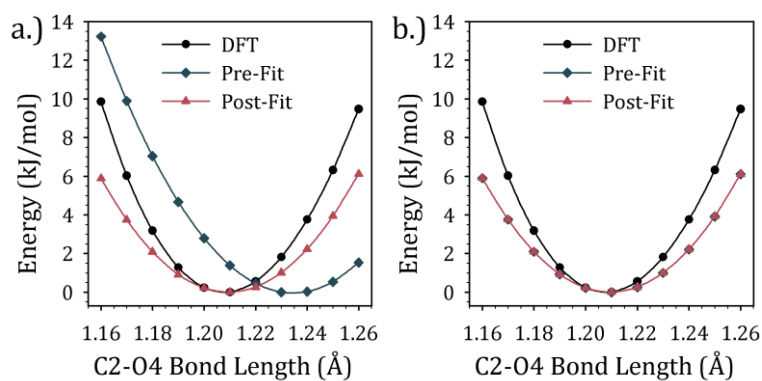 a.)
14
12
10
8
6
4
2
0
Energy (kJ/mol)
DFT
Pre-Fit
Post-Fit
1.16 1.18 1.20 1.22 1.24 1.26
C2-O4 Bond Length (Å)
b.)
14
12
10
8
6
4
2
0
Energy (kJ/mol)
DFT
Pre-Fit
Post-Fit
1.16 1.18 1.20 1.22 1.24 1.26
C2-O4 Bond Length (Å)